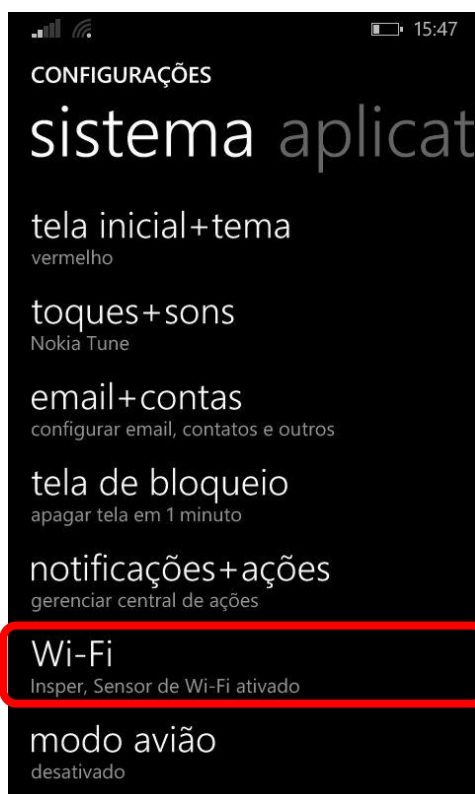 15:47
CONFIGURAÇÕES
sistema aplicat
tela inicial+tema
vermelho
toques+sons
Nokia Tune
email+contas
configurar email, contatos e outros
tela de bloqueio
apagar tela em 1 minuto
notificações+ações
gerenciar central de ações
Wi-Fi
Insper, Sensor de Wi-Fi ativado
modo avião
desativado